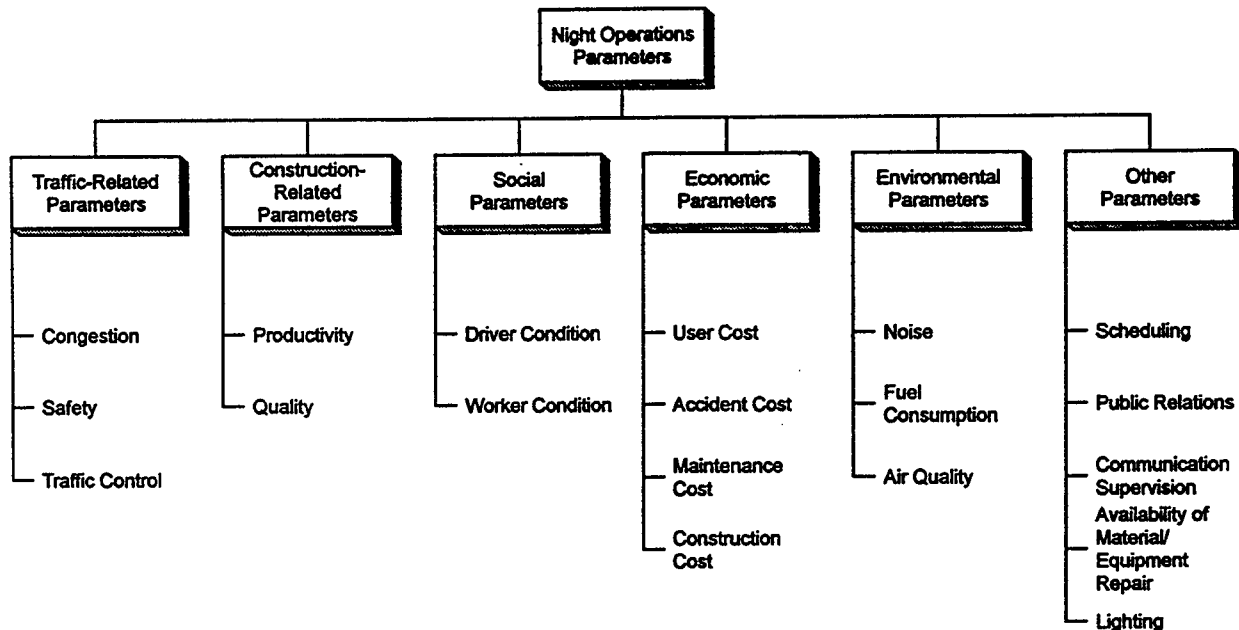 Night Operations
Parameters
Traffic-Related
Parameters
Construction-
Related
Parameters
Social
Parameters
Economic
Parameters
Environmental
Parameters
Other
Parameters
Congestion
Safety
Traffic Control
Productivity
Quality
Driver Condition
Worker Condition
User Cost
Accident Cost
Maintenance
Cost
Construction
Cost
Noise
Fuel
Consumption
Air Quality
Scheduling
Public Relations
Communication
Supervision
Availability of
Material/
Equipment
Repair
Lighting